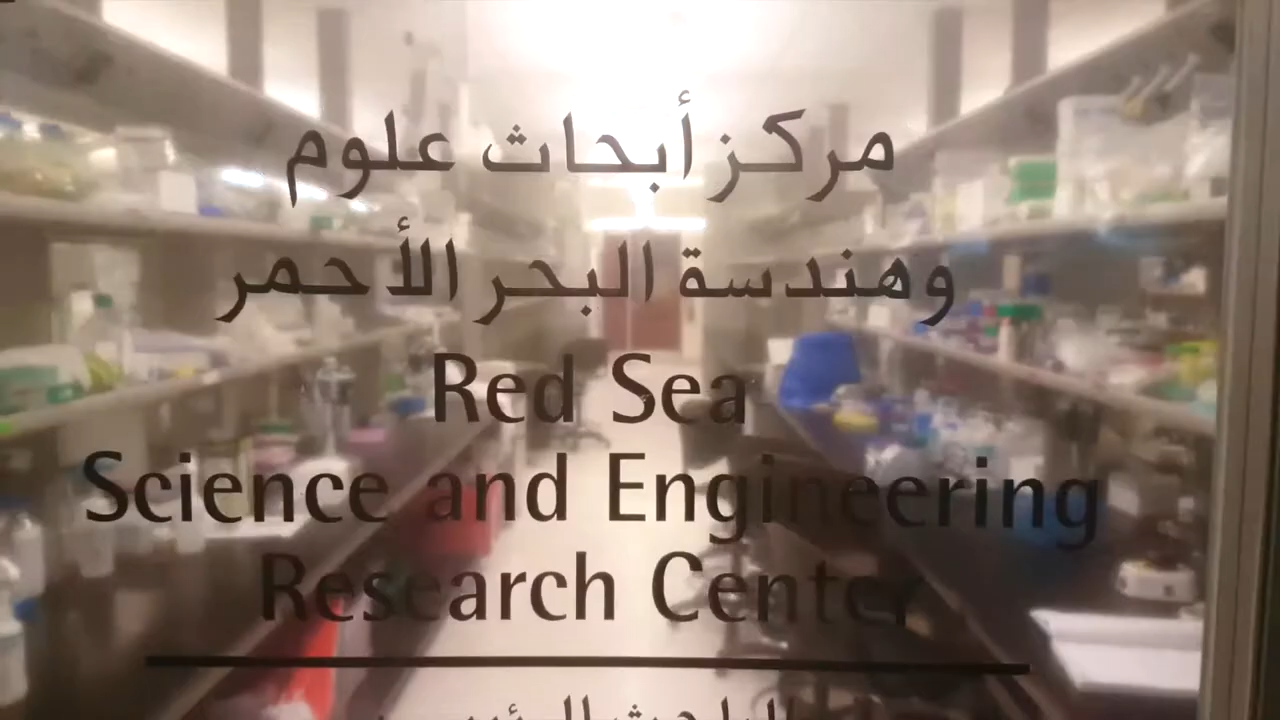 مركز أبحاث علوم
وهندسة البحر الأحمر
Red Sea
Science and Engineering
Research Center